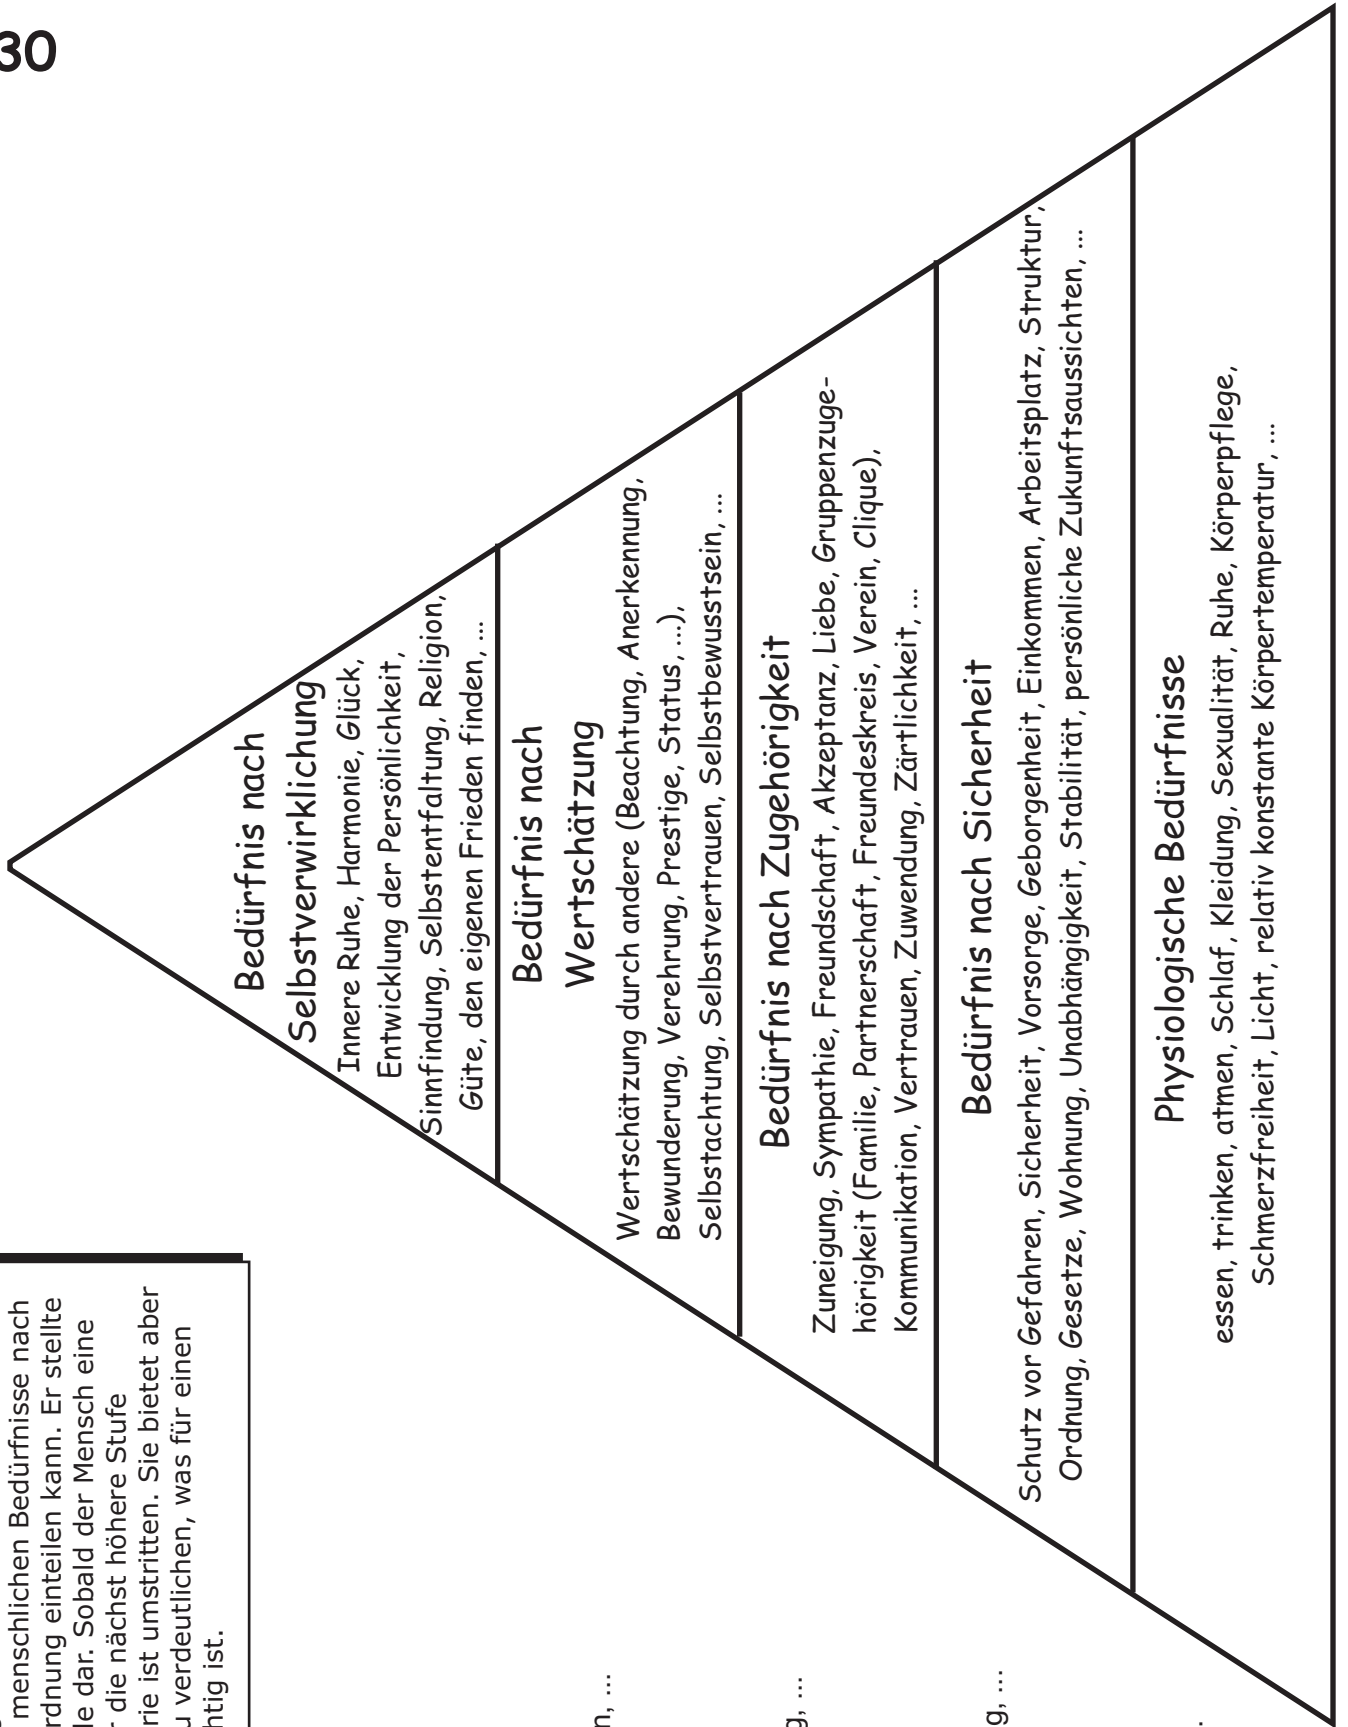 30
menschlichen Bedürfnisse nach
einteilen kann. Er stellte
dar. Sobald der Mensch eine
die nächst höhere Stufe
ist umstritten. Sie bietet aber
verdeutlichen, was für einen
ist.
Bedürfnis nach
Selbstverwirklichung
Innere Ruhe, Harmonie, Glück,
Entwicklung der Persönlichkeit,
Sinnfindung, Selbstentfaltung, Religion,
Güte, den eigenen Frieden finden, ...
Bedürfnis nach
Wertschätzung
Wertschätzung durch andere (Beachtung, Anerkennung,
Bewunderung, Verehrung, Prestige, Status, ...),
Selbstachtung, Selbstvertrauen, Selbstbewusstsein, ...
Bedürfnis nach Zugehörigkeit
Zuneigung, Sympathie, Freundschaft, Akzeptanz, Liebe, Gruppenzuge-
hörigkeit (Familie, Partnerschaft, Freundeskreis, Verein, Clique),
Kommunikation, Vertrauen, Zuwendung, Zärtlichkeit, ...
Bedürfnis nach Sicherheit
Schutz vor Gefahren, Sicherheit, Vorsorge, Geborgenheit, Einkommen, Arbeitsplatz, Struktur,
Ordnung, Gesetze, Wohnung, Unabhängigkeit, Stabilität, persönliche Zukunftsaussichten, ...
Physiologische Bedürfnisse
essen, trinken, atmen, Schlaf, Kleidung, Sexualität, Ruhe, Körperpflege,
Schmerzfreiheit, Licht, relativ konstante Körpertemperatur, ...